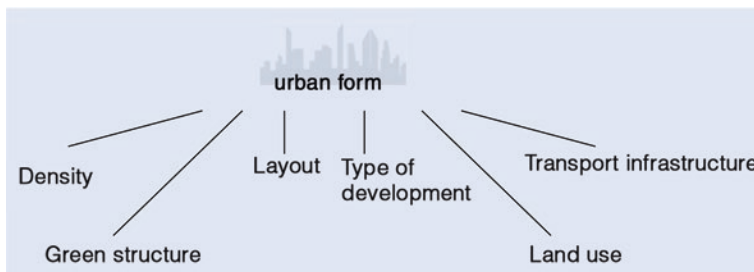 urban form
Density
Layout
Type of
development
Transport infrastructure
Green structure
Land use